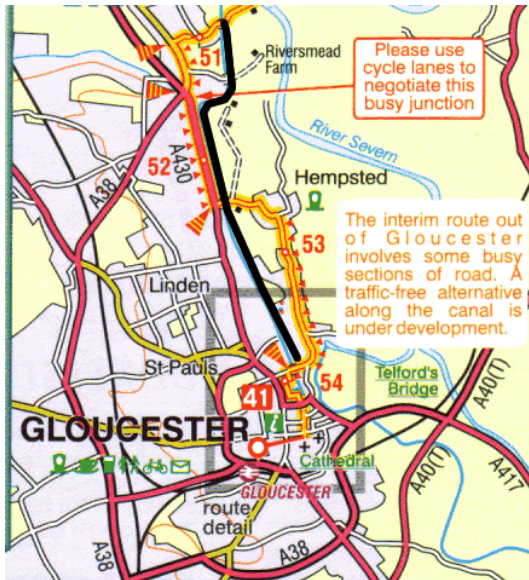 51
Riversmead
Farm
Please use
cycle lanes to
negotiate this
busy junction
River Severn
52
A430
A38
Hempsted
53
The interim route out
of Gloucester
involves some busy
sections of road. A
traffic-free alternative
along the canal is
under development.
Linden
St Pauls
54
Telford's
Bridge
A40(T)
41
i
GLOUCESTER
Cathedral
A40(T)
A417
GLOUCESTER
route
detail
A38
A38